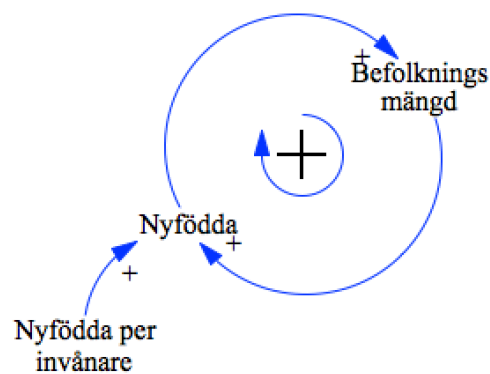 +
Befolknings
mängd
+
Nyfödda
+
+
Nyfödda per
invånare